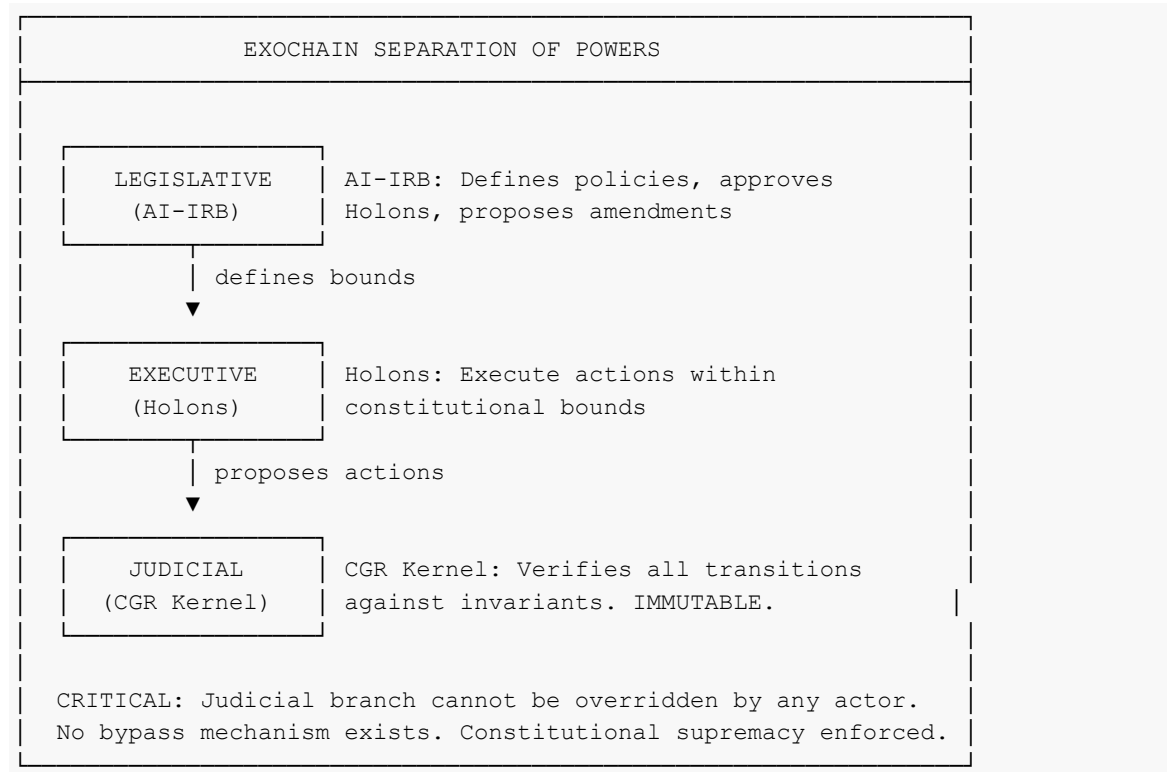 EXOCHAIN SEPARATION OF POWERS
LEGISLATIVE AI-IRB: Defines policies, approves
(AI-IRB) Holons, proposes amendments
defines bounds
EXECUTIVE Holons: Execute actions within
(Holons) constitutional bounds
proposes actions
JUDICIAL CGR Kernel: Verifies all transitions
(CGR Kernel) against invariants. IMMUTABLE.
CRITICAL: Judicial branch cannot be overridden by any actor.
No bypass mechanism exists. Constitutional supremacy enforced.